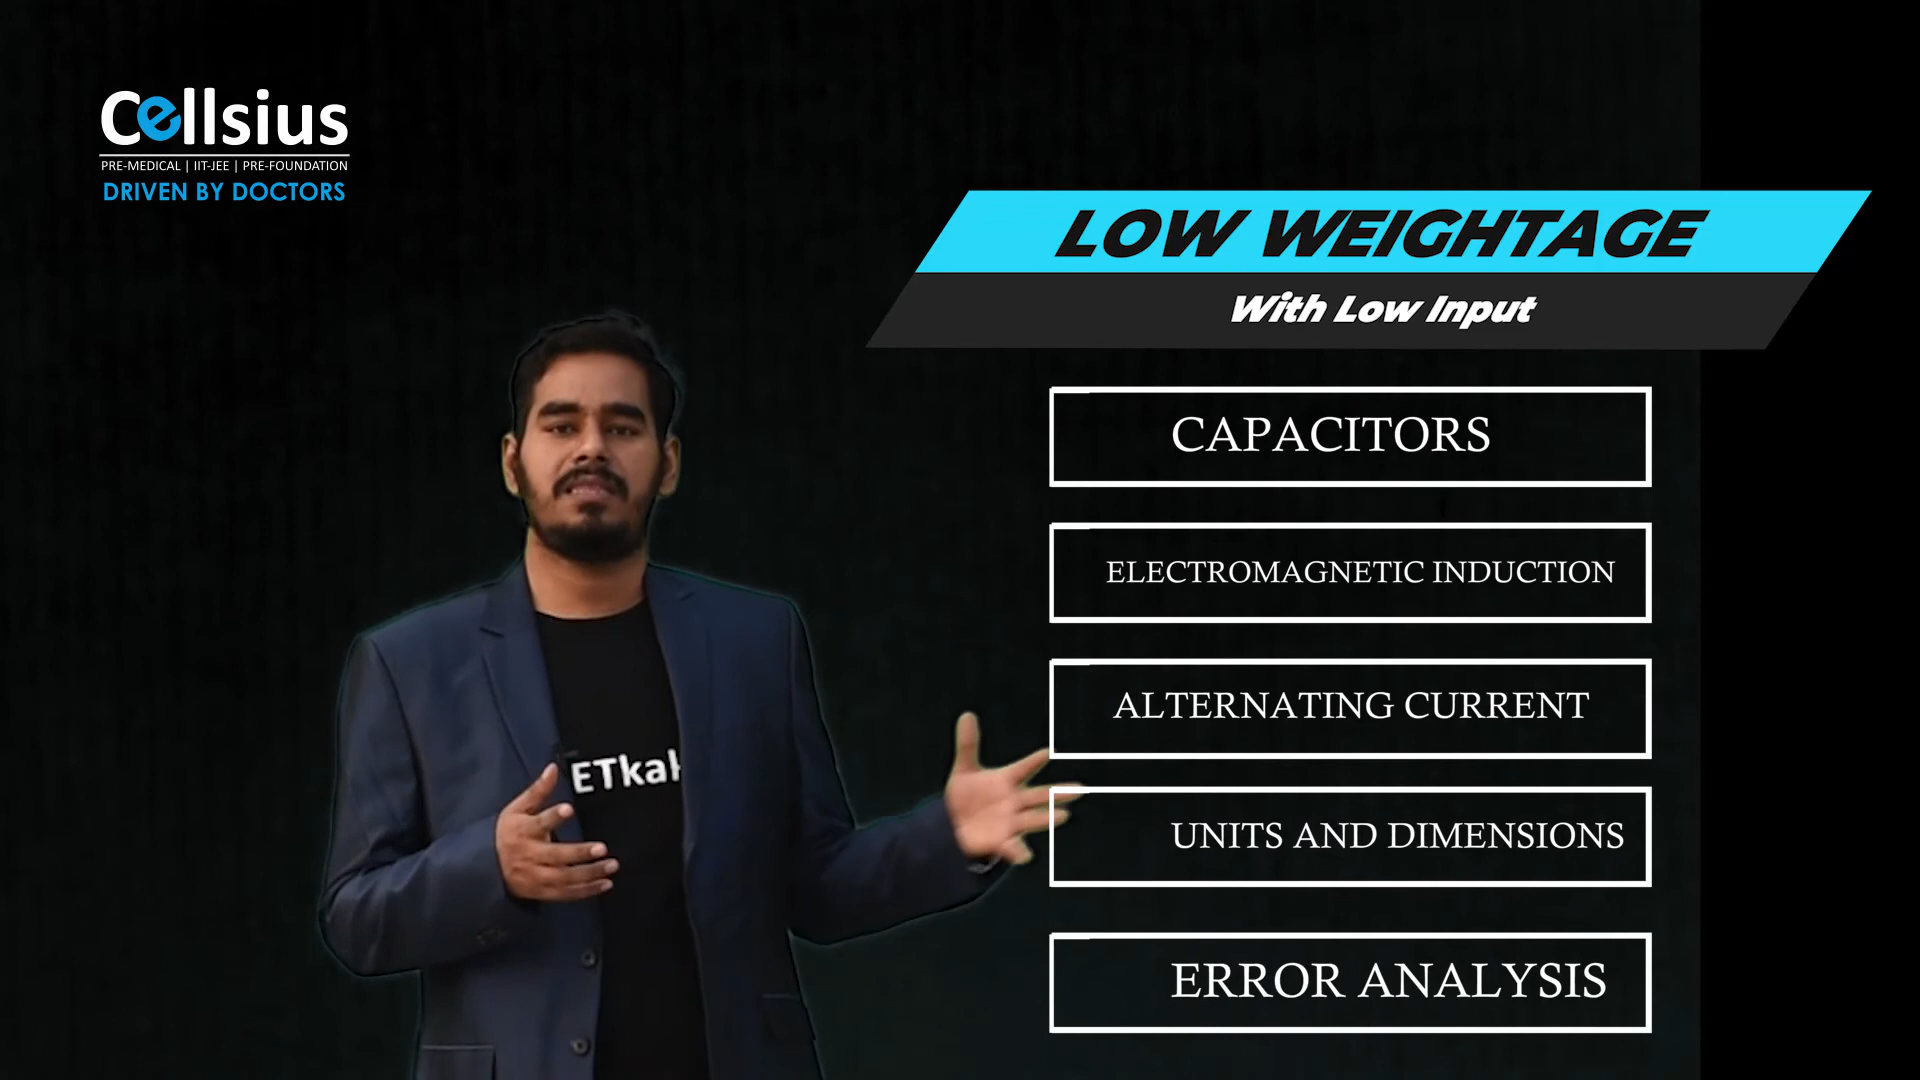 Cellsius
PRE-MEDICAL | IIT-JEE | PRE-FOUNDATION
DRIVEN BY DOCTORS
LOW WEIGHTAGE
With Low Input
CAPACITORS
ELECTROMAGNETIC INDUCTION
ALTERNATING CURRENT
UNITS AND DIMENSIONS
ERROR ANALYSIS